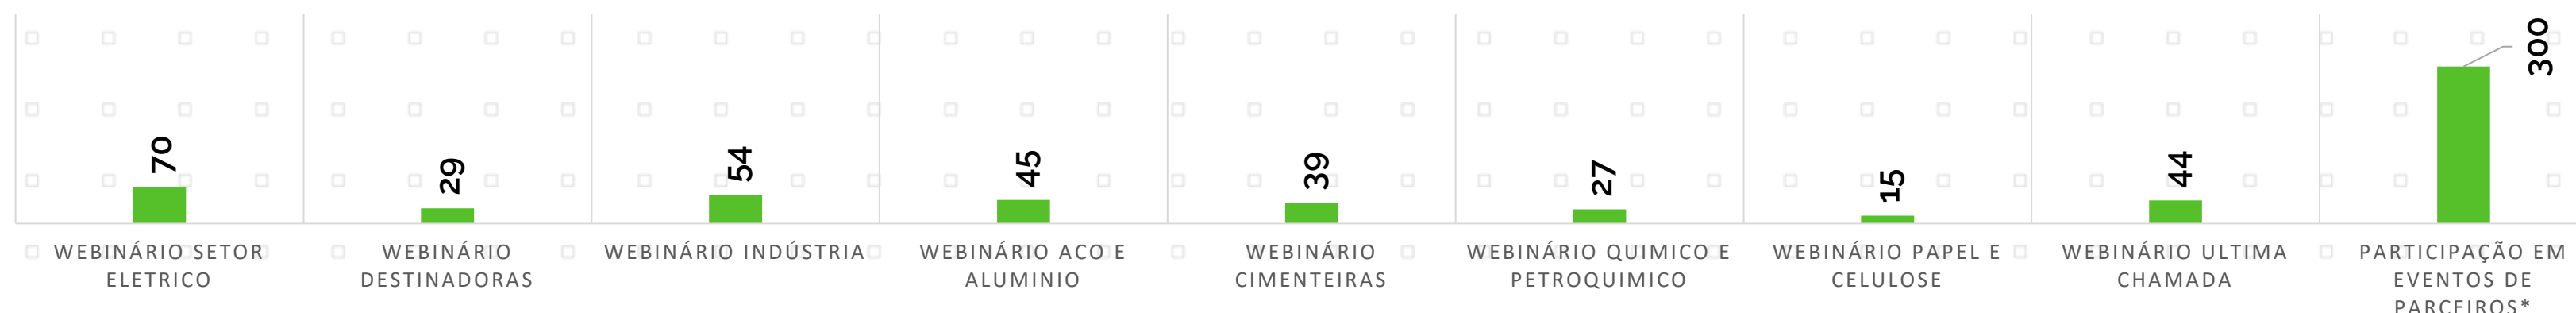 70
29
54
45
39
27
15
44
300
WEBINÁRIO SETOR
ELETRICO
WEBINÁRIO
DESTINADORAS
WEBINÁRIO INDÚSTRIA
WEBINÁRIO ACO E
ALUMINIO
WEBINÁRIO
CIMENTEIRAS
WEBINÁRIO QUIMICO E
PETROQUIMICO
WEBINÁRIO PAPEL E
CELULOSE
WEBINÁRIO ULTIMA
CHAMADA
PARTICIPAÇÃO EM
EVENTOS DE
PARCEIROS*